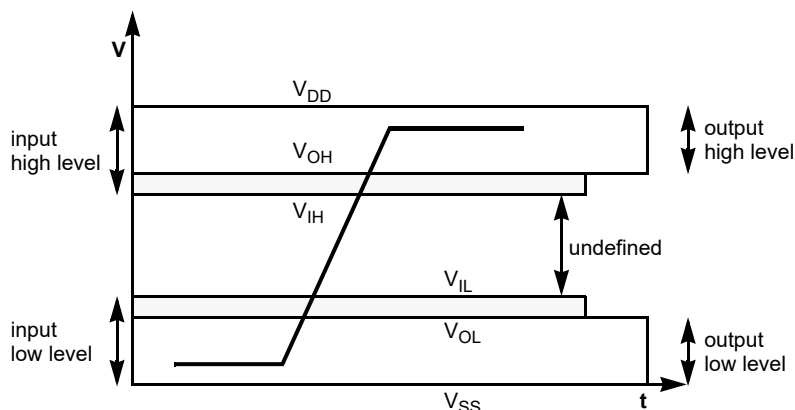 V
V_DD
input
high level
V_OH
output
high level
V_IH
undefined
V_IL
input
low level
V_OL
output
low level
V_SS
t